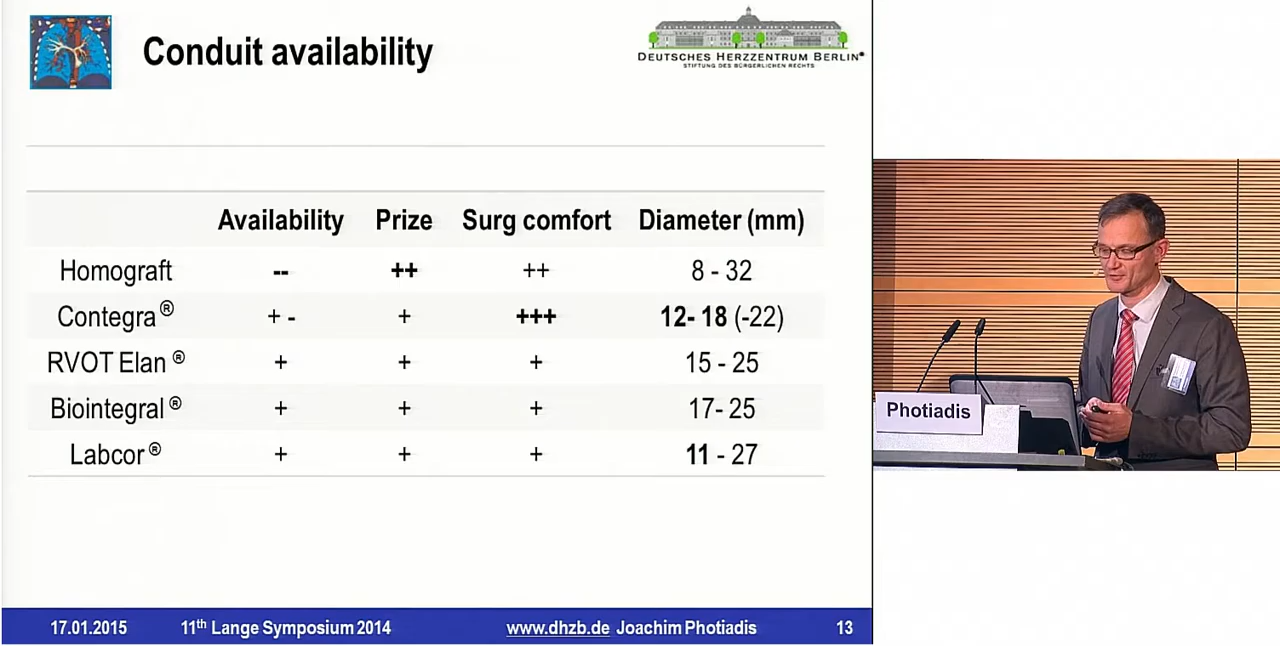 Conduit availability
DEUTSCHES HERZZENTRUM BERLIN®
STIFTUNG DES BÜRGERLICHEN RECHTS
Availability Prize Surg comfort Diameter (mm)
Homograft -- ++ ++ 8 - 32
Contegra® + - + +++ 12- 18 (-22)
RVOT Elan ® + + + 15 - 25
Biointegral ® + + + 17- 25
Labcor ® + + + 11 - 27
Photiadis
17.01.2015 11th Lange Symposium 2014 www.dhzb.de Joachim Photiadis 13